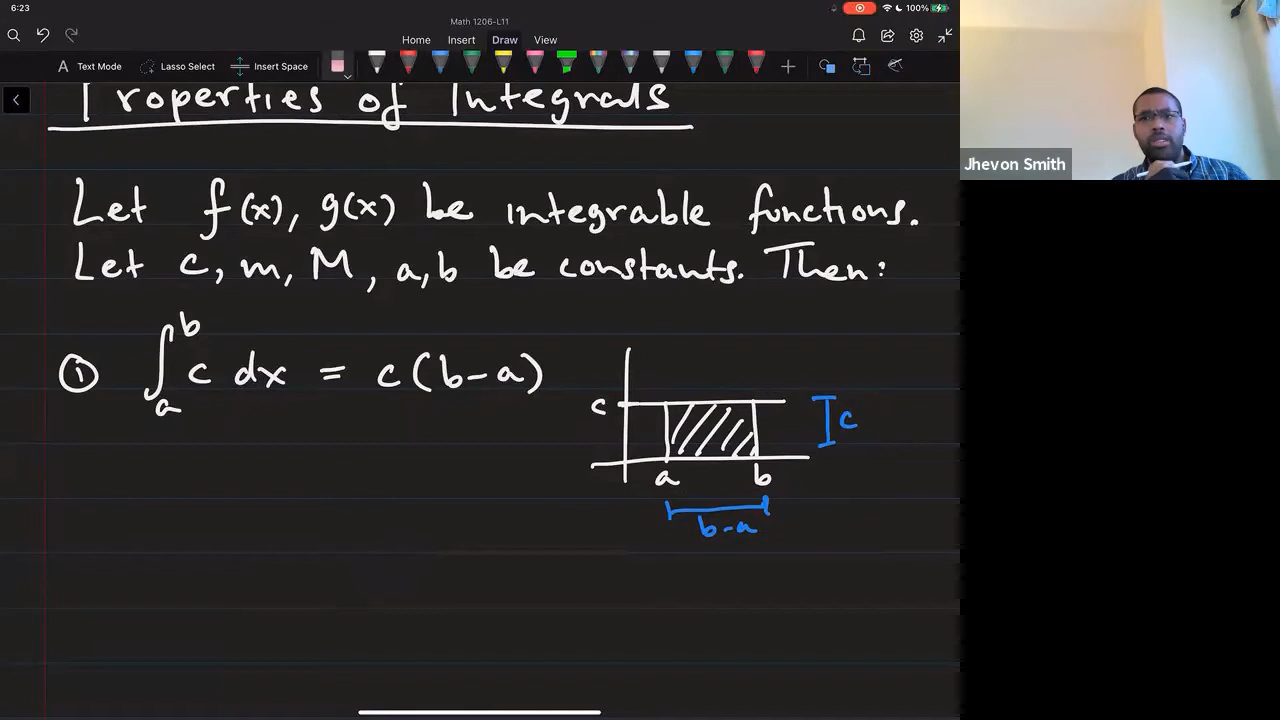 6:23
100%
Math 1206-L11
Home Insert Draw View
Text Mode Lasso Select Insert Space
Properties of Integrals
Let f(x), g(x) be integrable functions.
Let c, m, M, a, b be constants. Then:
① ∫_a^b c dx = c(b-a)
c
a b
c
b-a
Jhevon Smith